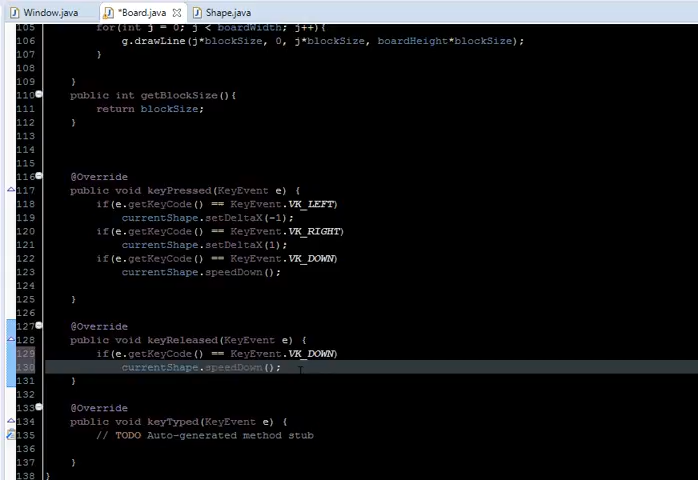 Window.java *Board.java Shape.java
105 for(int j = 0; j < boardWidth; j++){
106 g.drawLine(j*blockSize, 0, j*blockSize, boardHeight*blockSize);
107 }
108
109 }
110 public int getBlockSize(){
111 return blockSize;
112 }
113
114
115
116 @Override
117 public void keyPressed(KeyEvent e) {
118 if(e.getKeyCode() == KeyEvent.VK_LEFT)
119 currentShape.setDeltaX(-1);
120 if(e.getKeyCode() == KeyEvent.VK_RIGHT)
121 currentShape.setDeltaX(1);
122 if(e.getKeyCode() == KeyEvent.VK_DOWN)
123 currentShape.speedDown();
124
125 }
126
127 @Override
128 public void keyReleased(KeyEvent e) {
129 if(e.getKeyCode() == KeyEvent.VK_DOWN)
130 currentShape.speedDown();
131 }
132
133 @Override
134 public void keyTyped(KeyEvent e) {
135 // TODO Auto-generated method stub
136
137 }
138 }